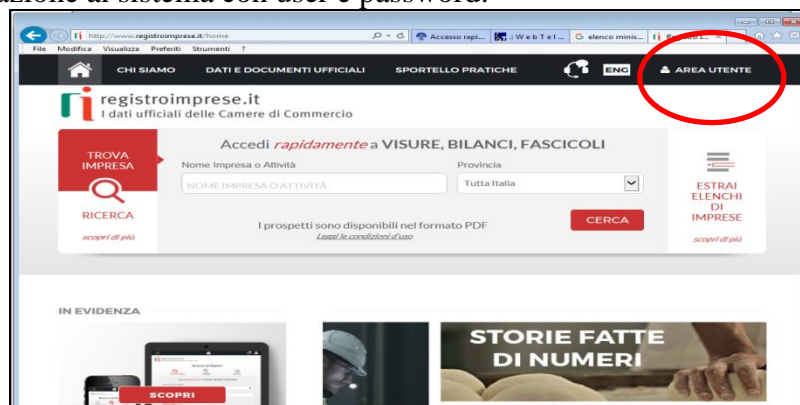 azione al sistema con user e password.
http://www.registroimprese.it/home
Accesso rapi...
.: W e b T e l ...
elenco minis...
File Modifica Visualizza Preferiti Strumenti ?
CHI SIAMO
DATI E DOCUMENTI UFFICIALI
SPORTELLO PRATICHE
ENG
AREA UTENTE
registroimprese.it
I dati ufficiali delle Camere di Commercio
TROVA
IMPRESA
RICERCA
scopri di più
Accedi rapidamente a VISURE, BILANCI, FASCICOLI
Nome Impresa o Attività
Provincia
NOME IMPRESA O ATTIVITÀ
Tutta Italia
I prospetti sono disponibili nel formato PDF
Leggi le condizioni d'uso
CERCA
ESTRAI
ELENCHI
DI
IMPRESE
scopri di più
IN EVIDENZA
SCOPRI
STORIE FATTE
DI NUMERI